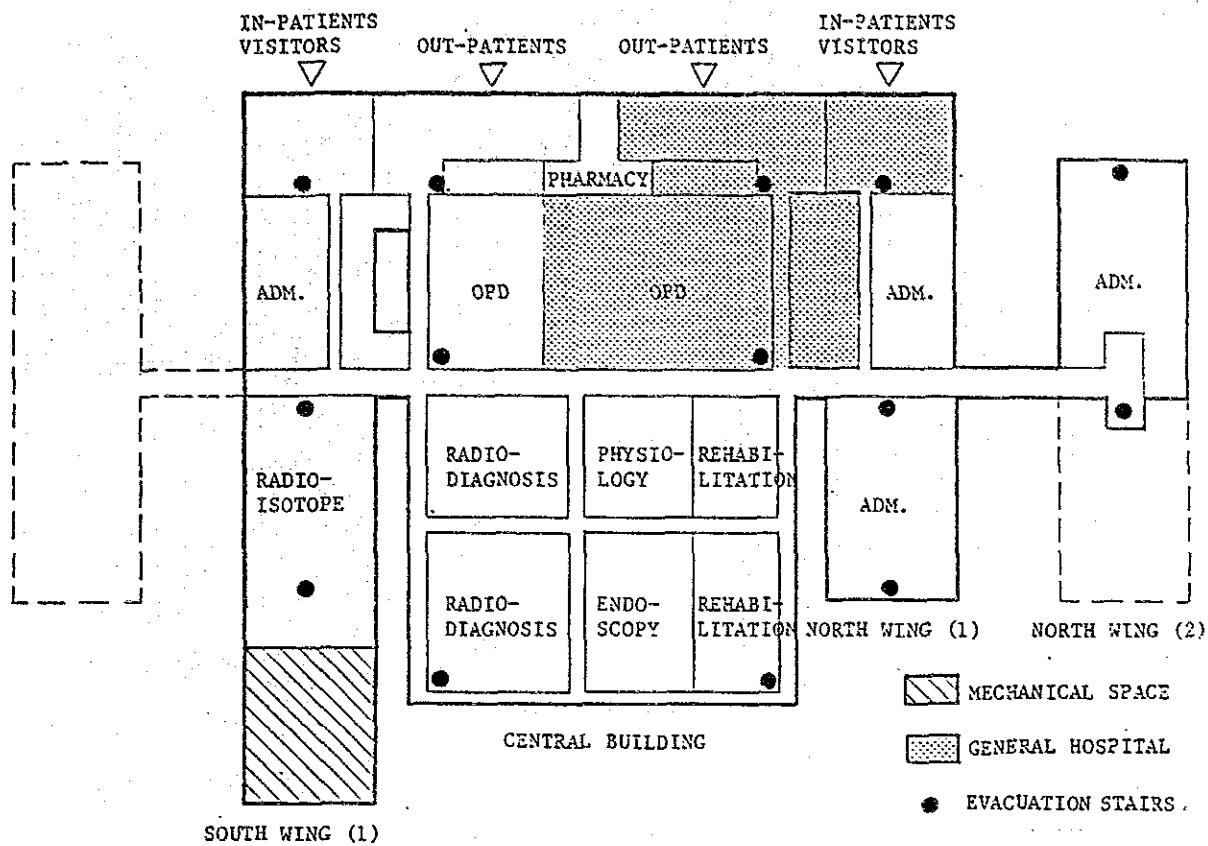 IN-PATIENTS
VISITORS
OUT-PATIENTS
OUT-PATIENTS
IN-PATIENTS
VISITORS
PHARMACY
ADM.
OPD
OPD
ADM.
ADM.
RADIO-
ISOTOPE
RADIO-
DIAGNOSIS
PHYSIO-
LOGY
REHABI-
LITATION
ADM.
RADIO-
DIAGNOSIS
ENDO-
SCOPY
REHABI-
LITATION
NORTH WING (1)
NORTH WING (2)
MECHANICAL SPACE
CENTRAL BUILDING
GENERAL HOSPITAL
EVACUATION STAIRS
SOUTH WING (1)